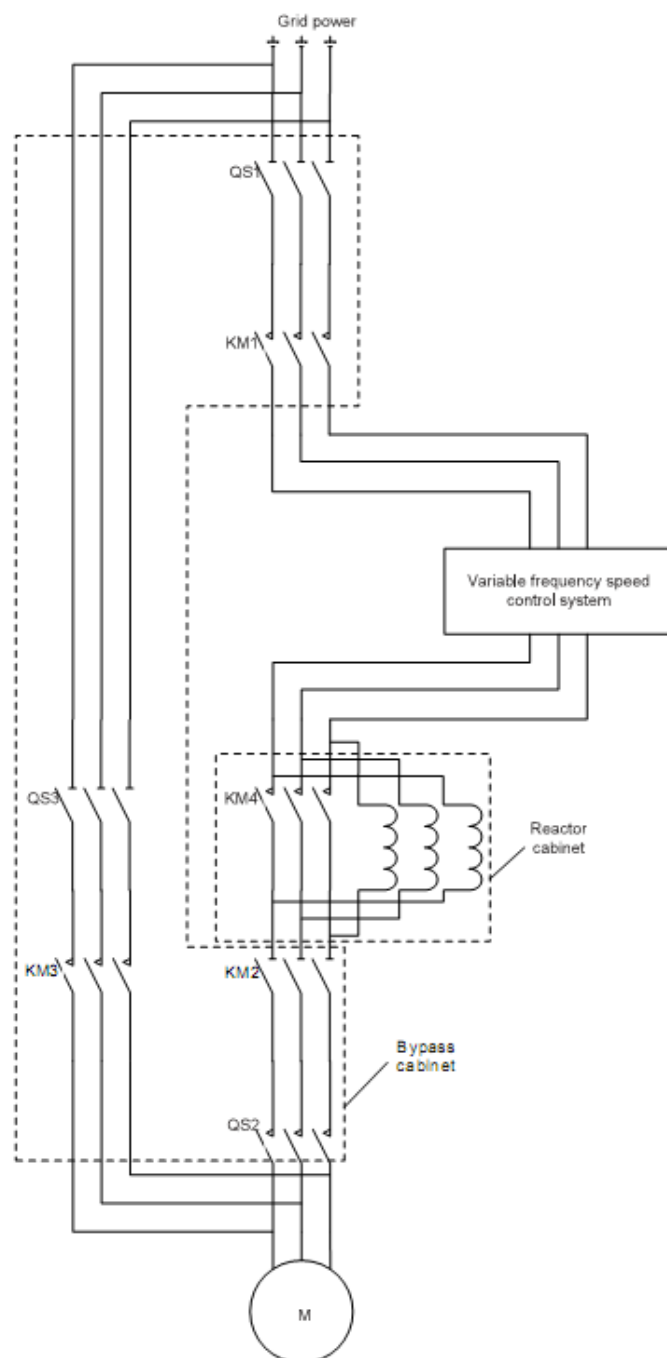 Grid power
QS1
KM1
Variable frequency speed
control system
QS3
KM4
Reactor
cabinet
KM3
KM2
Bypass
cabinet
QS2
M